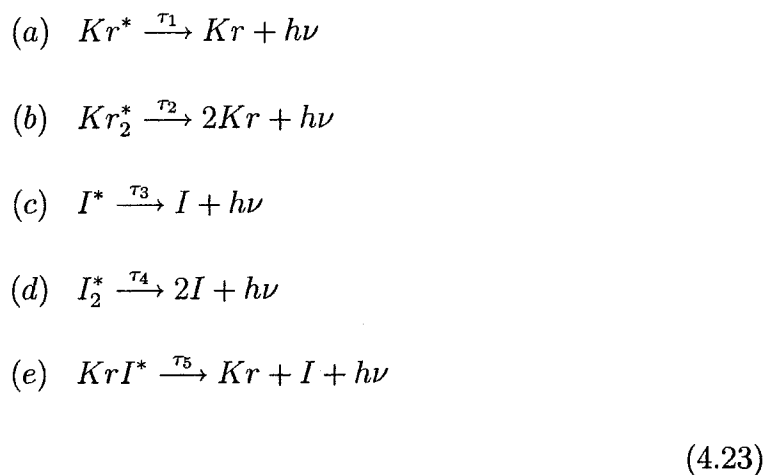 (a) Kr* →^{τ₁} Kr + hν
(b) Kr₂* →^{τ₂} 2Kr + hν
(c) I* →^{τ₃} I + hν
(d) I₂* →^{τ₄} 2I + hν
(e) KrI* →^{τ₅} Kr + I + hν
(4.23)